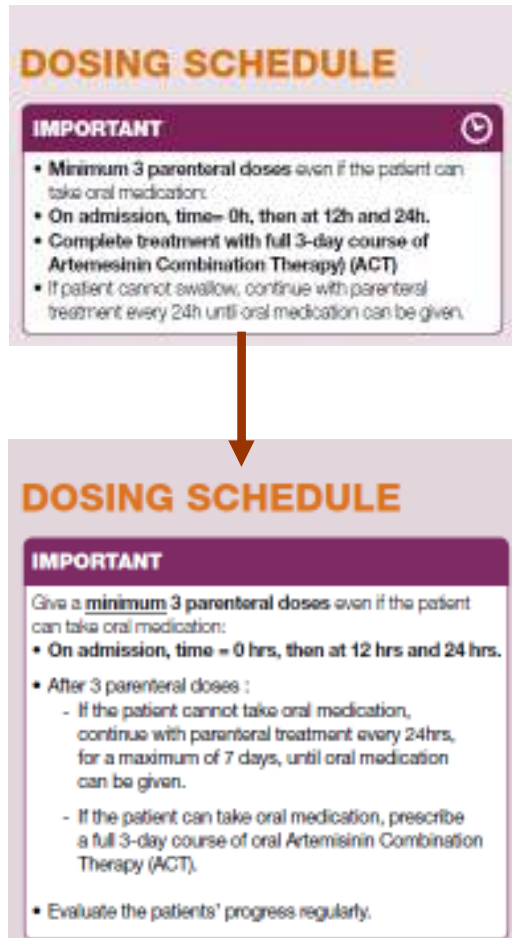 DOSING SCHEDULE
IMPORTANT
• Minimum 3 parenteral doses even if the patient can
take oral medication:
• On admission, time= 0h, then at 12h and 24h.
• Complete treatment with full 3-day course of
Artemesinin Combination Therapy) (ACT)
• If patient cannot swallow, continue with parenteral
treatment every 24h until oral medication can be given.
DOSING SCHEDULE
IMPORTANT
Give a minimum 3 parenteral doses even if the patient
can take oral medication:
• On admission, time = 0 hrs, then at 12 hrs and 24 hrs.
• After 3 parenteral doses :
- If the patient cannot take oral medication,
continue with parenteral treatment every 24hrs,
for a maximum of 7 days, until oral medication
can be given.
- If the patient can take oral medication, prescribe
a full 3-day course of oral Artemisinin Combination
Therapy (ACT).
• Evaluate the patients' progress regularly.